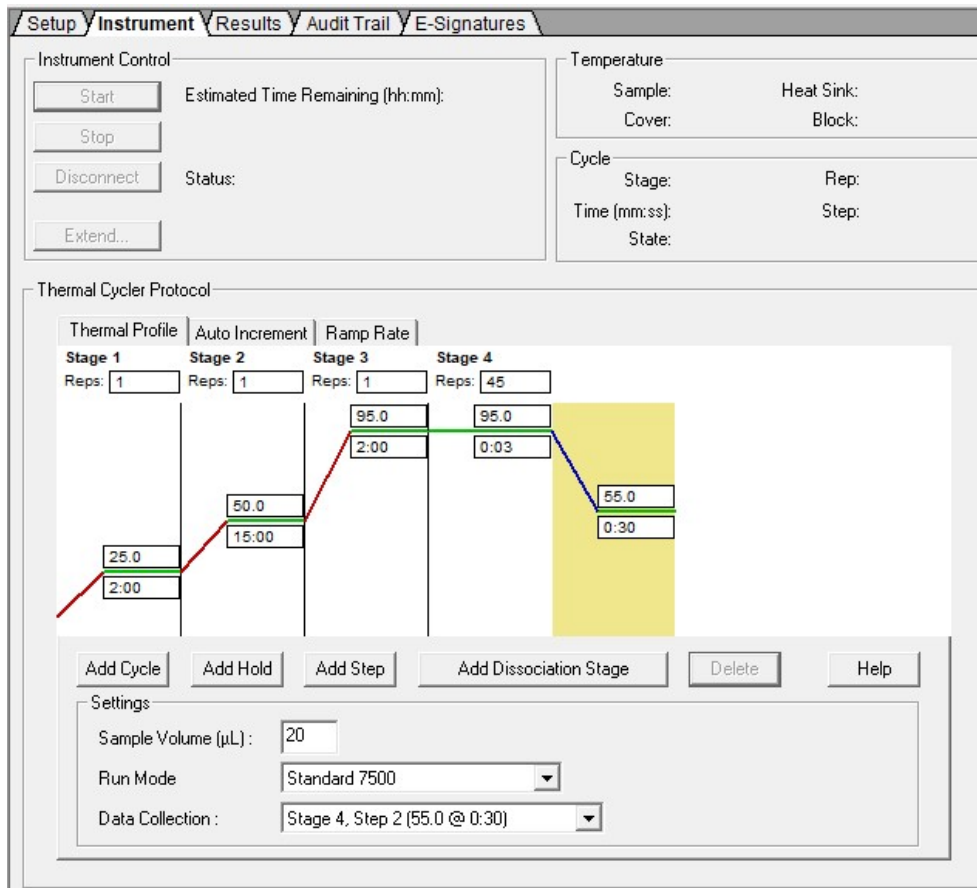 Setup Instrument Results Audit Trail E-Signatures
Instrument Control
Start Estimated Time Remaining (hh:mm):
Stop
Disconnect Status:
Extend...
Temperature
Sample: Heat Sink:
Cover: Block:
Cycle
Stage: Rep:
Time (mm:ss): Step:
State:
Thermal Cycler Protocol
Thermal Profile Auto Increment Ramp Rate
Stage 1 Stage 2 Stage 3 Stage 4
Reps: 1 Reps: 1 Reps: 1 Reps: 45
95.0 95.0
2:00 0:03
50.0 55.0
15:00 0:30
25.0
2:00
Add Cycle Add Hold Add Step Add Dissociation Stage Delete Help
Settings
Sample Volume (µL) : 20
Run Mode Standard 7500
Data Collection : Stage 4, Step 2 (55.0 @ 0:30)